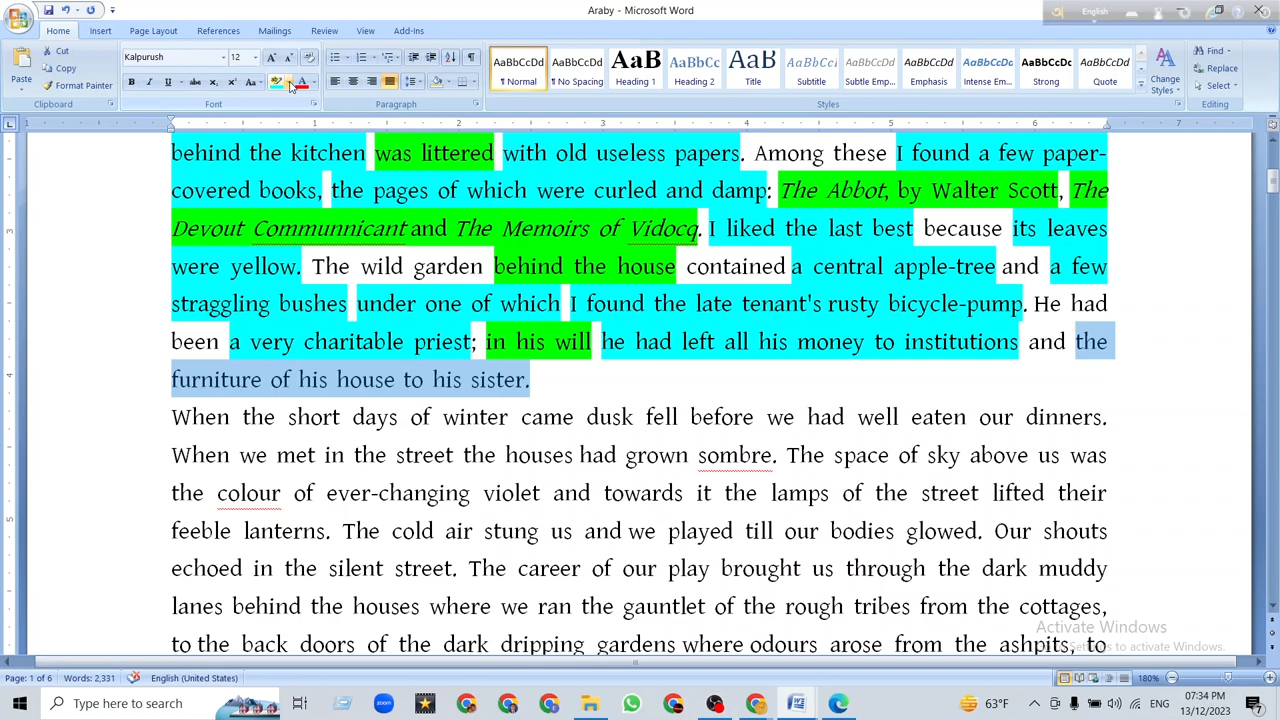 Araby - Microsoft Word
English
Home Insert Page Layout References Mailings Review View Add-Ins
Paste
Cut
Copy
Format Painter
Clipboard
Kalpurush 12
Font
Paragraph
AaBbCcDd AaBbCcDd AaB AaBbCc AaBbCcDd AaBbCcDd AaBbCcDd AaBbCcDd AaBbCcDd
¶ Normal ¶ No Spacing Heading 1 Heading 2 Title Subtitle Subtle Emp... Emphasis Intense Em... Strong Quote
Styles
Change Styles
Find
Replace
Select
Editing
behind the kitchen was littered with old useless papers. Among these I found a few paper-
covered books, the pages of which were curled and damp: The Abbot, by Walter Scott, The
Devout Communnicant and The Memoirs of Vidocq. I liked the last best because its leaves
were yellow. The wild garden behind the house contained a central apple-tree and a few
straggling bushes under one of which I found the late tenant's rusty bicycle-pump. He had
been a very charitable priest; in his will he had left all his money to institutions and the
furniture of his house to his sister.
When the short days of winter came dusk fell before we had well eaten our dinners.
When we met in the street the houses had grown sombre. The space of sky above us was
the colour of ever-changing violet and towards it the lamps of the street lifted their
feeble lanterns. The cold air stung us and we played till our bodies glowed. Our shouts
echoed in the silent street. The career of our play brought us through the dark muddy
lanes behind the houses where we ran the gauntlet of the rough tribes from the cottages,
to the back doors of the dark dripping gardens where odours arose from the ashpits, to
Activate Windows
Settings to activate Windows.
Page: 1 of 6 Words: 2,331 English (United States) 180%
Type here to search
63°F
ENG
07:34 PM
13/12/2023